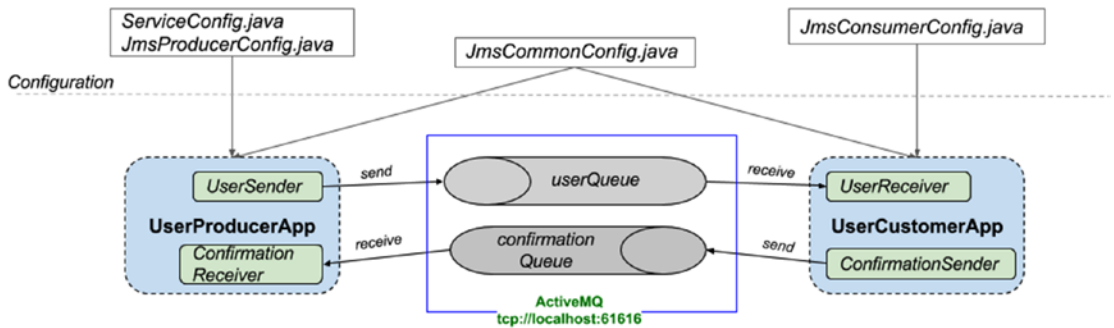 ServiceConfig.java
JmsProducerConfig.java
JmsCommonConfig.java
JmsConsumerConfig.java
Configuration
UserSender
send
userQueue
receive
UserReceiver
UserProducerApp
UserCustomerApp
Confirmation
Receiver
receive
confirmation
Queue
send
ConfirmationSender
ActiveMQ
tcp://localhost:61616